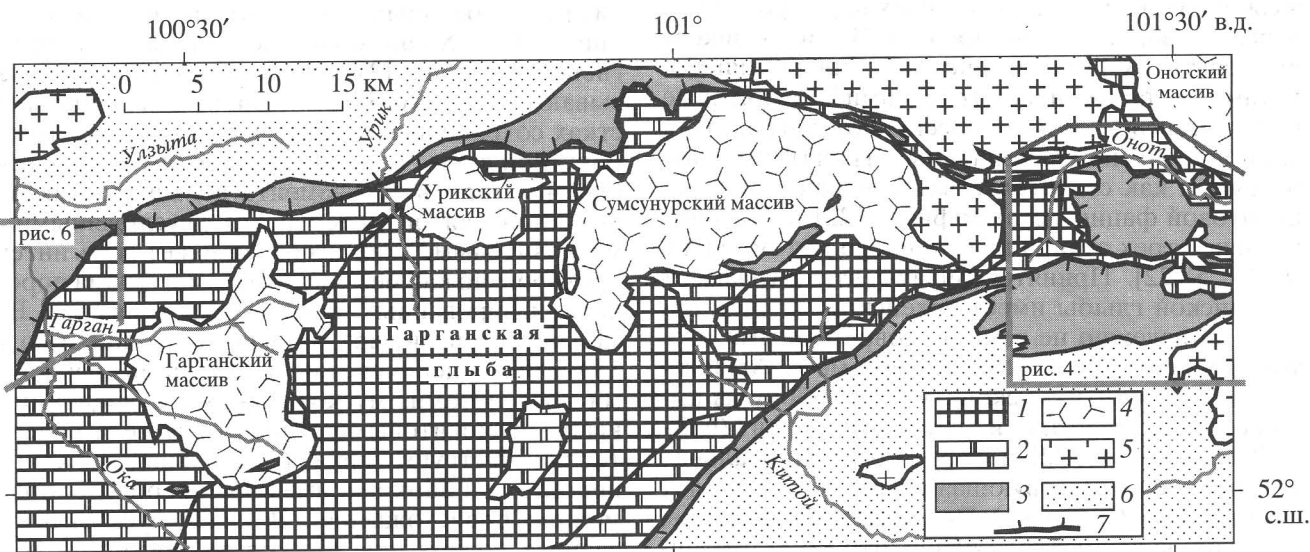 100°30′
101°
101°30′ в.д.
0
5
10
15 км
Онотский
массив
Улзыта
Урик
Онот
Урикский
массив
Сумсунурский массив
рис. 6
Гарган
Гарганская
глыба
Гарганский
массив
рис. 4
Ока
Китой
1
4
2
5
3
6
7
52°
с.ш.